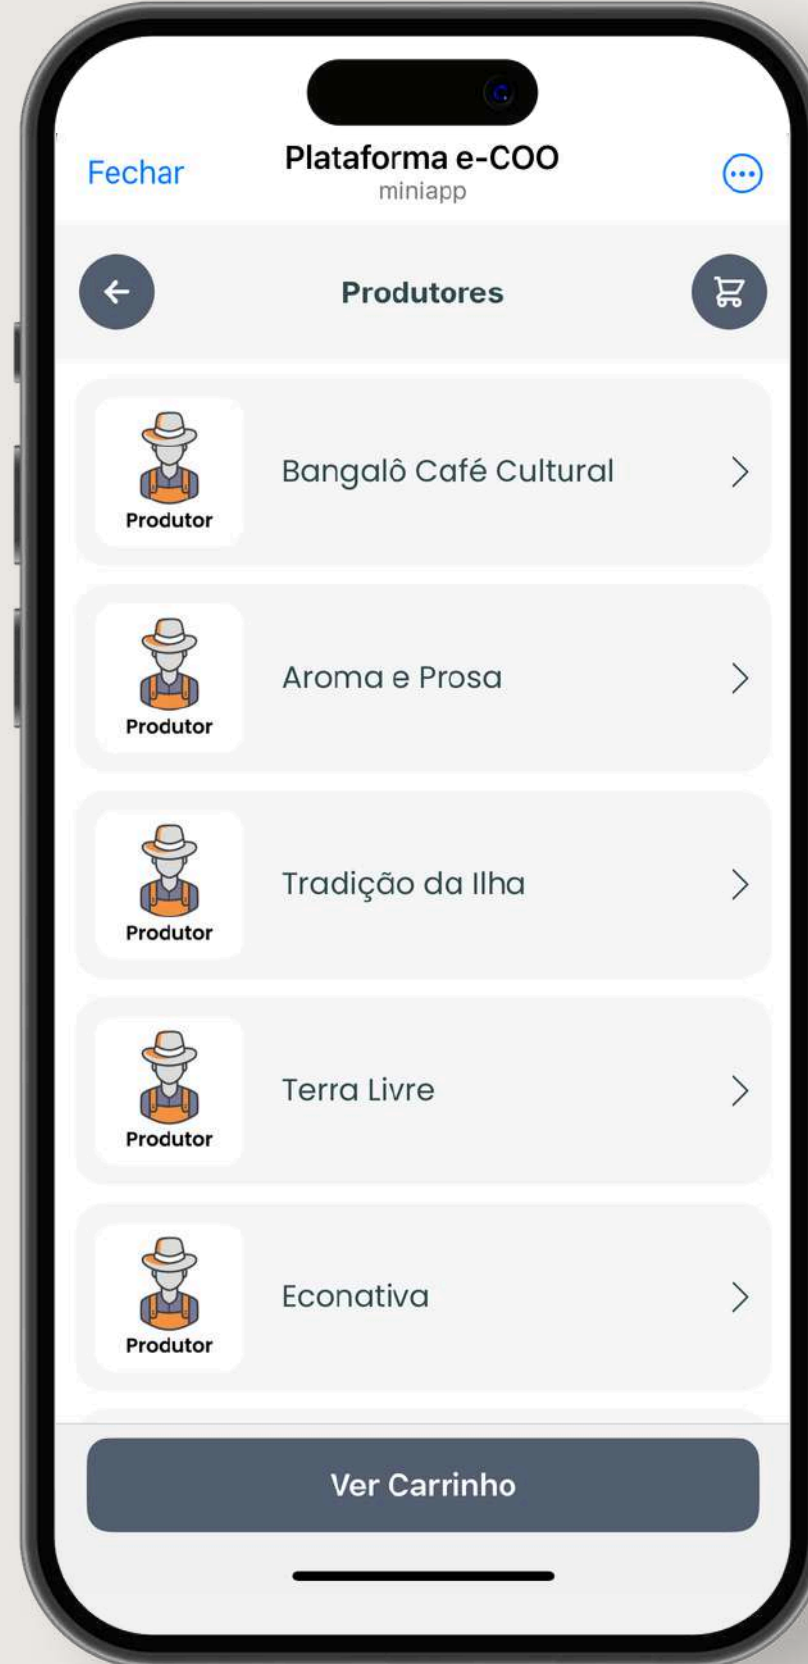 Fechar
Plataforma e-COO
miniapp
Produtores
Produtor
Bangalô Café Cultural
Produtor
Aroma e Prosa
Produtor
Tradição da Ilha
Produtor
Terra Livre
Produtor
Econativa
Ver Carrinho